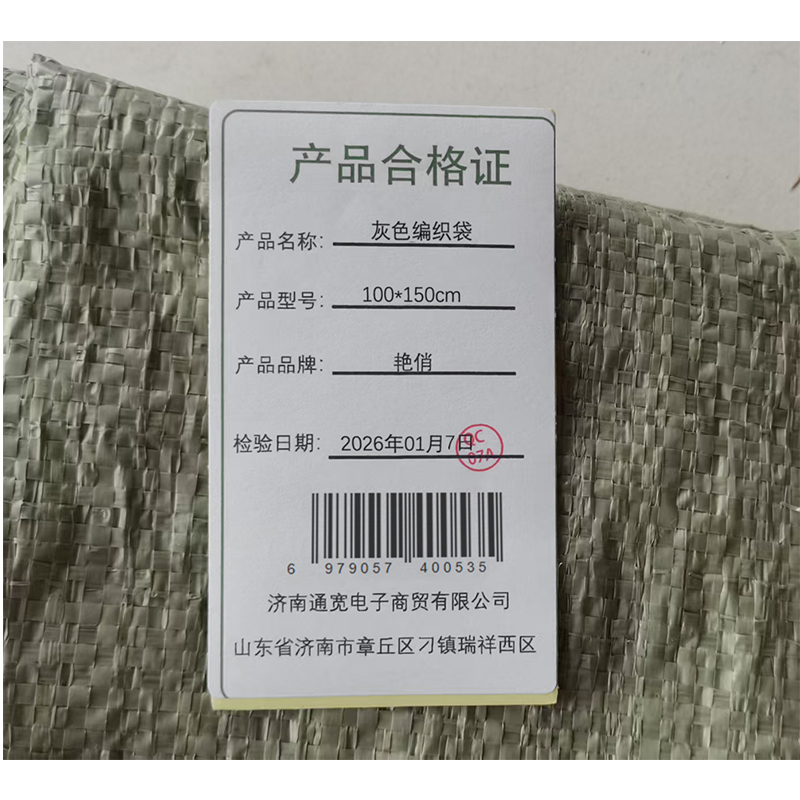 产品合格证
产品名称: 灰色编织袋
产品型号: 100*150cm
产品品牌: 艳俏
检验日期: 2026年01月7日
QC
07A
6 979057 400535
济南通宽电子商贸有限公司
山东省济南市章丘区刁镇瑞祥西区